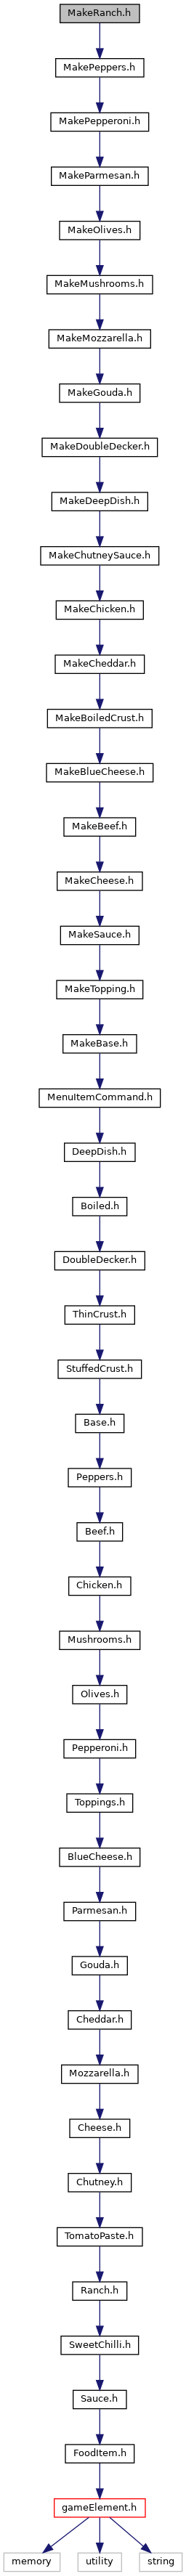 MakeRanch.h
MakePeppers.h
MakePepperoni.h
MakeParmesan.h
MakeOlives.h
MakeMushrooms.h
MakeMozzarella.h
MakeGouda.h
MakeDoubleDecker.h
MakeDeepDish.h
MakeChutneySauce.h
MakeChicken.h
MakeCheddar.h
MakeBoiledCrust.h
MakeBlueCheese.h
MakeBeef.h
MakeCheese.h
MakeSauce.h
MakeTopping.h
MakeBase.h
MenuItemCommand.h
DeepDish.h
Boiled.h
DoubleDecker.h
ThinCrust.h
StuffedCrust.h
Base.h
Peppers.h
Beef.h
Chicken.h
Mushrooms.h
Olives.h
Pepperoni.h
Toppings.h
BlueCheese.h
Parmesan.h
Gouda.h
Cheddar.h
Mozzarella.h
Cheese.h
Chutney.h
TomatoPaste.h
Ranch.h
SweetChilli.h
Sauce.h
FoodItem.h
gameElement.h
memory
utility
string